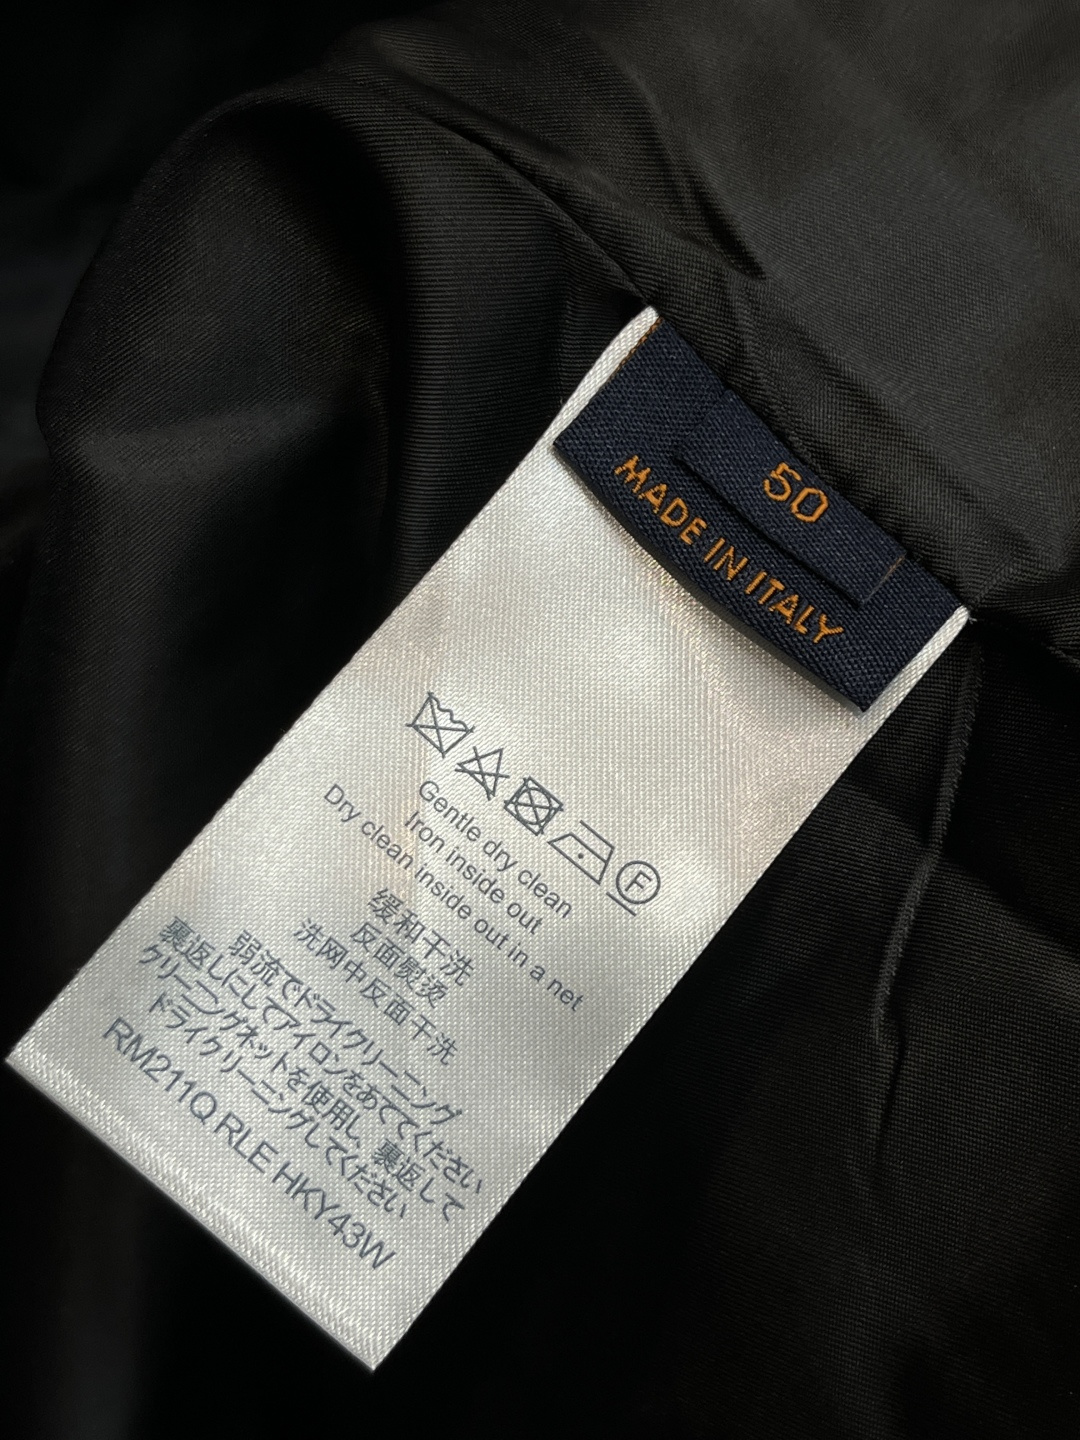 50
MADE IN ITALY
F
Gentle dry clean
Iron inside out
Dry clean inside out in a net
缓和干洗
反面熨烫
洗网中反面干洗
弱流でドライクリーニング
裏返しにしてアイロンをあててください
クリーニングネットを使用し、裏返して
ドライクリーニングしてください
RM211Q RLE HKY43W